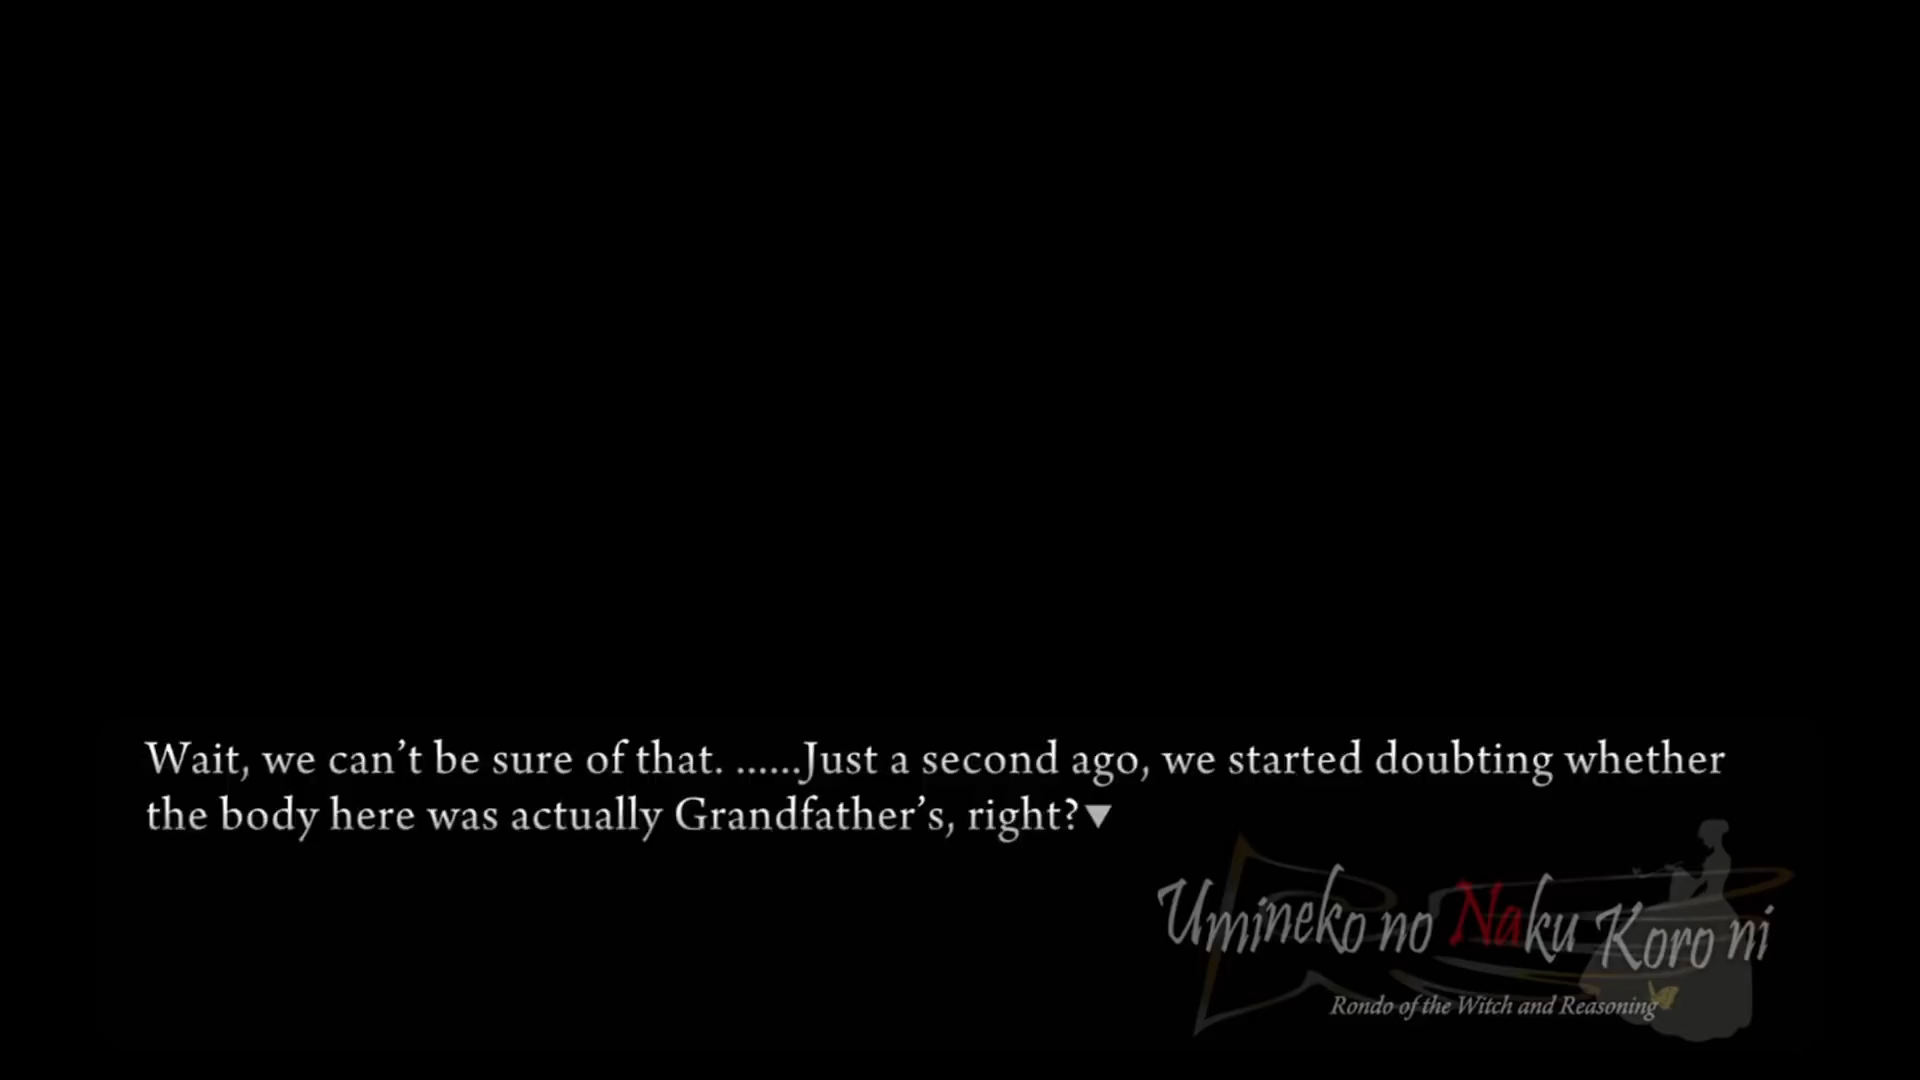 Wait, we can’t be sure of that. ......Just a second ago, we started doubting whether
the body here was actually Grandfather’s, right?▼
Umineko no Naku Koro ni
Rondo of the Witch and Reasoning